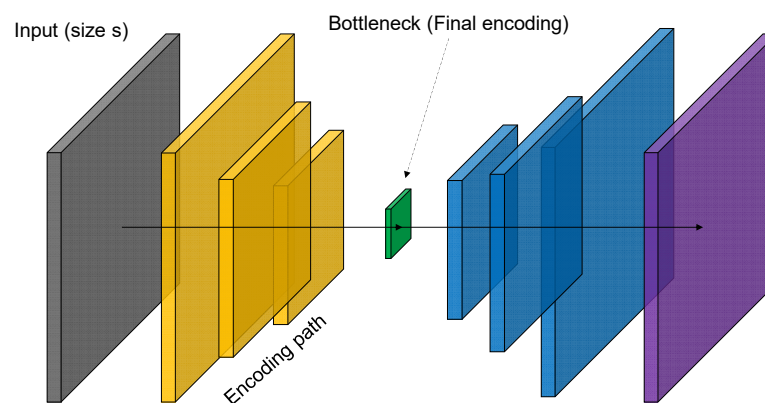 Input (size s)
Bottleneck (Final encoding)
Encoding path